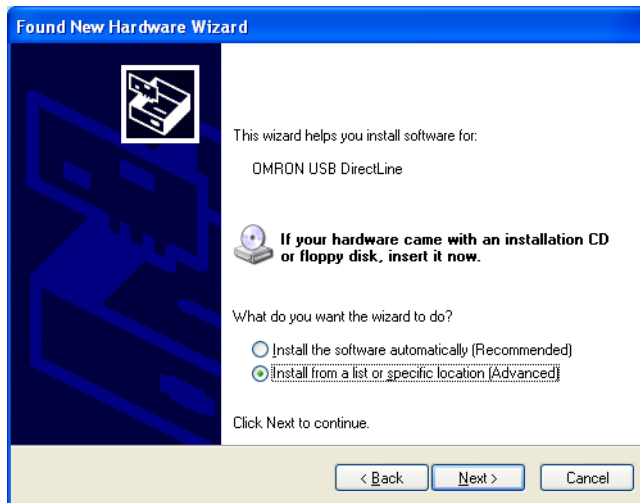 Found New Hardware Wizard
This wizard helps you install software for:
OMRON USB DirectLine
If your hardware came with an installation CD
or floppy disk, insert it now.
What do you want the wizard to do?
Install the software automatically (Recommended)
Install from a list or specific location (Advanced)
Click Next to continue.
< Back Next > Cancel